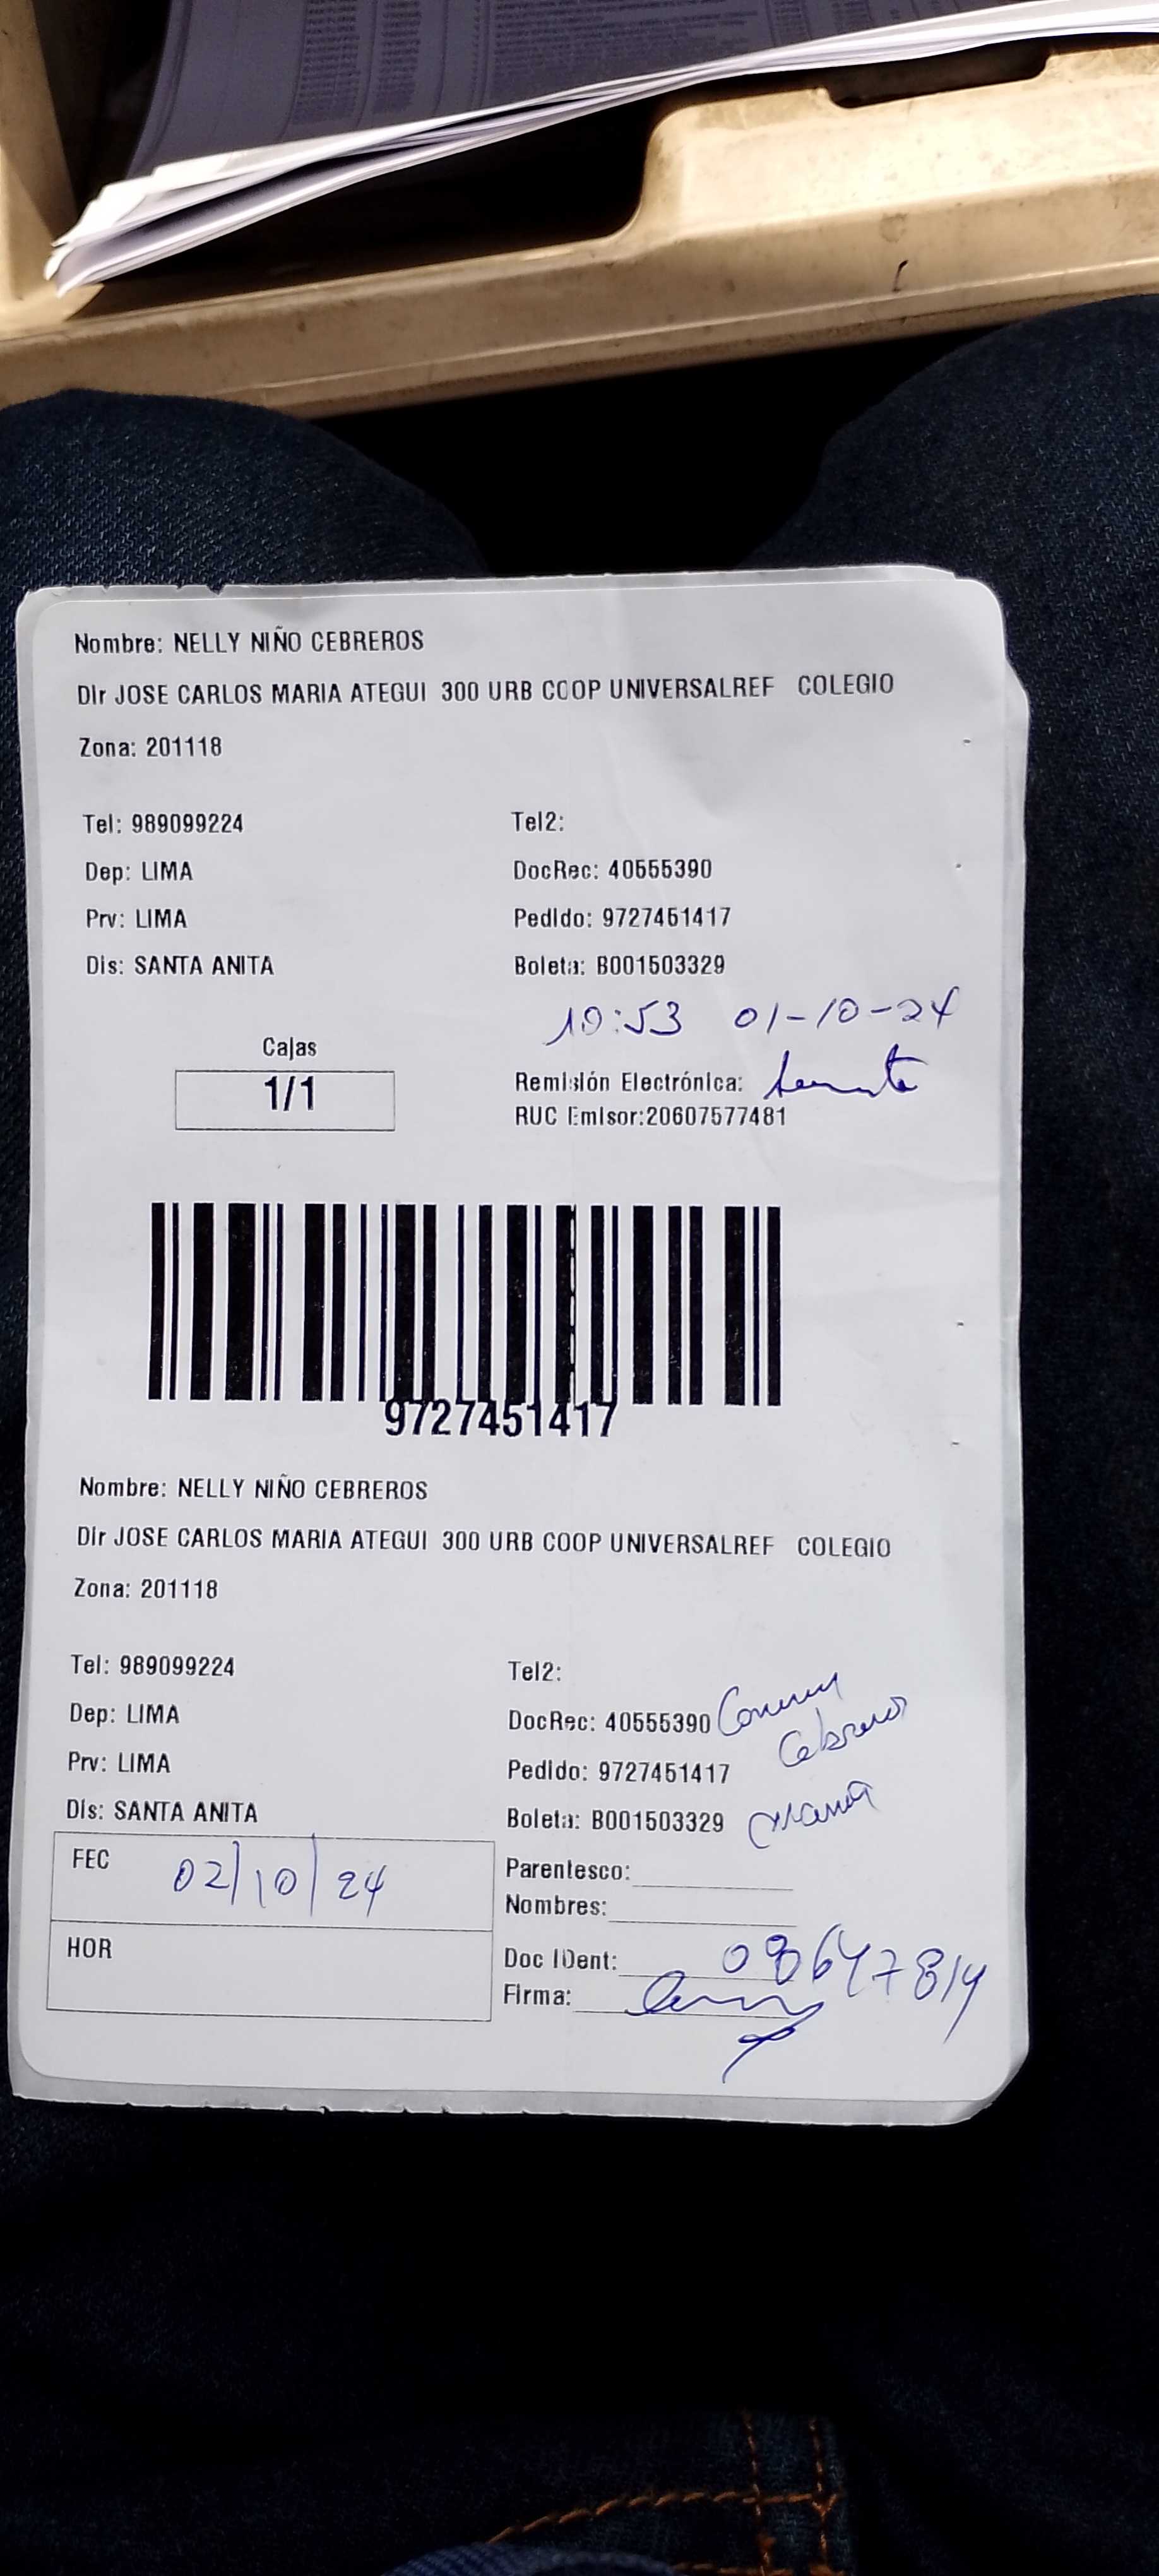 Nombre: NELLY NIÑO CEBREROS
Dir JOSE CARLOS MARIA ATEGUI 300 URB COOP UNIVERSALREF COLEGIO
Zona: 201118
Tel: 989099224 Tel2:
Dep: LIMA DocRec: 40555390
Prv: LIMA Pedido: 9727451417
Dis: SANTA ANITA Boleta: B001503329
10:53 01-10-24
Cajas
1/1
Remisión Electrónica:
RUC Emisor:20607577481
9727451417
Nombre: NELLY NIÑO CEBREROS
Dir JOSE CARLOS MARIA ATEGUI 300 URB COOP UNIVERSALREF COLEGIO
Zona: 201118
Tel: 989099224 Tel2:
Dep: LIMA DocRec: 40555390
Cebreros
Prv: LIMA Pedido: 9727451417
Dis: SANTA ANITA Boleta: B001503329 Mamá
FEC 02/10/24 Parentesco:
Nombres:
HOR Doc IDent: 08647814
Firma: